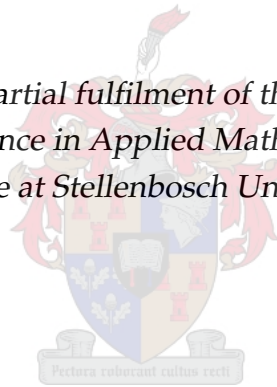 artial fulfilment of th
nce in Applied Math
e at Stellenbosch Un
Pectora roborant cultus recti